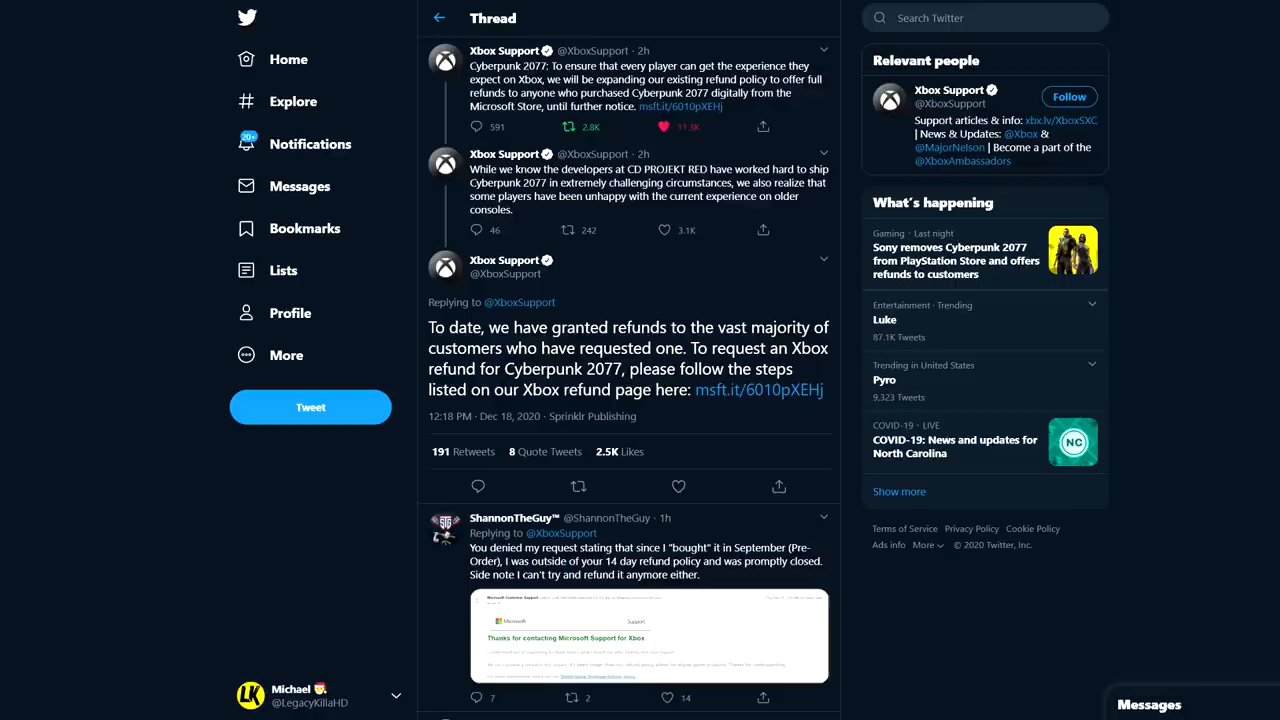 Home
Explore
20+
Notifications
Messages
Bookmarks
Lists
Profile
More
Tweet
Michael
@LegacyKillaHD
Thread
Xbox Support @XboxSupport · 2h
Cyberpunk 2077: To ensure that every player can get the experience they
expect on Xbox, we will be expanding our existing refund policy to offer full
refunds to anyone who purchased Cyberpunk 2077 digitally from the
Microsoft Store, until further notice. msft.it/6010pXEHj
591 2.8K 11.3K
Xbox Support @XboxSupport · 2h
While we know the developers at CD PROJEKT RED have worked hard to ship
Cyberpunk 2077 in extremely challenging circumstances, we also realize that
some players have been unhappy with the current experience on older
consoles.
46 242 3.1K
Xbox Support
@XboxSupport
Replying to @XboxSupport
To date, we have granted refunds to the vast majority of
customers who have requested one. To request an Xbox
refund for Cyberpunk 2077, please follow the steps
listed on our Xbox refund page here: msft.it/6010pXEHj
12:18 PM · Dec 18, 2020 · Sprinklr Publishing
191 Retweets 8 Quote Tweets 2.5K Likes
ShannonTheGuy™ @ShannonTheGuy · 1h
Replying to @XboxSupport
You denied my request stating that since I "bought" it in September (Pre-
Order), I was outside of your 14 day refund policy and was promptly closed.
Side note I can't try and refund it anymore either.
Microsoft Customer Support
Microsoft Support
Thanks for contacting Microsoft Support for Xbox
7 2 14
Search Twitter
Relevant people
Xbox Support
@XboxSupport
Follow
Support articles & info: xbx.lv/XboxSXC
| News & Updates: @Xbox &
@MajorNelson | Become a part of the
@XboxAmbassadors
What's happening
Gaming · Last night
Sony removes Cyberpunk 2077
from PlayStation Store and offers
refunds to customers
Entertainment · Trending
Luke
87.1K Tweets
Trending in United States
Pyro
9,323 Tweets
COVID-19 · LIVE
COVID-19: News and updates for
North Carolina
NC
Show more
Terms of Service Privacy Policy Cookie Policy
Ads info More © 2020 Twitter, Inc.
Messages